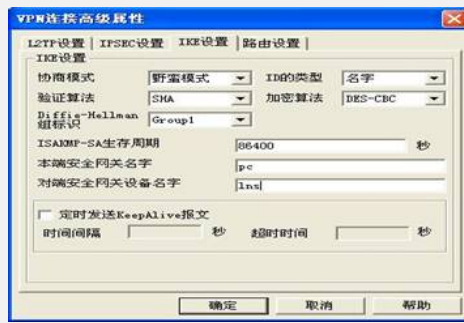 VPN连接高级属性
L2TP设置 IPSEC设置 IKE设置 路由设置
IKE设置
协商模式 野蛮模式 ID的类型 名字
验证算法 SHA 加密算法 DES-CBC
Diffie-Hellman
组标识 Group1
ISAKMP-SA生存周期 86400 秒
本端安全网关名字 pc
对端安全网关设备名字 lns
定时发送KeepAlive报文
时间间隔 秒 超时时间 秒
确定 取消 帮助